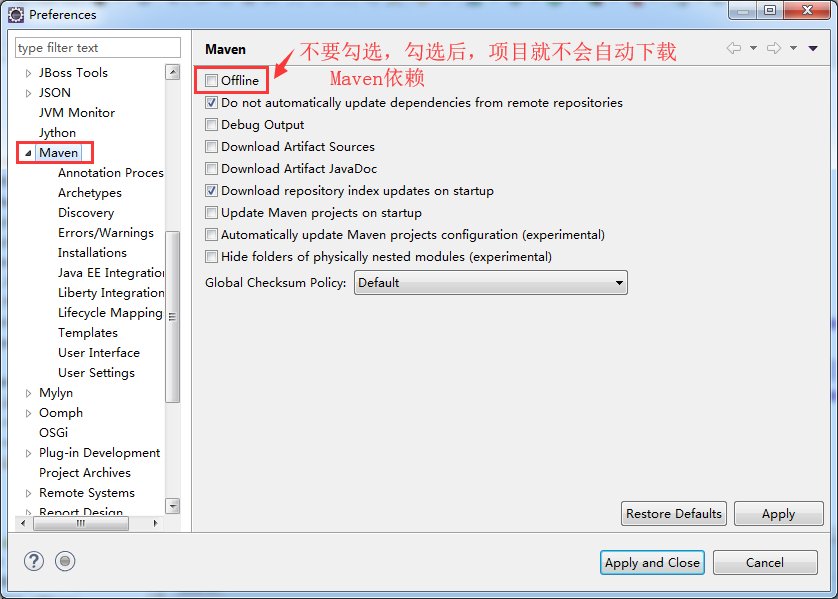 Preferences
type filter text
JBoss Tools
JSON
JVM Monitor
Jython
Maven
Annotation Proces
Archetypes
Discovery
Errors/Warnings
Installations
Java EE Integration
Liberty Integration
Lifecycle Mapping
Templates
User Interface
User Settings
Mylyn
Oomph
OSGi
Plug-in Development
Project Archives
Remote Systems
Report Design
Maven
不要勾选，勾选后，项目就不会自动下载
Maven依赖
Offline
Do not automatically update dependencies from remote repositories
Debug Output
Download Artifact Sources
Download Artifact JavaDoc
Download repository index updates on startup
Update Maven projects on startup
Automatically update Maven projects configuration (experimental)
Hide folders of physically nested modules (experimental)
Global Checksum Policy: Default
Restore Defaults Apply
Apply and Close Cancel